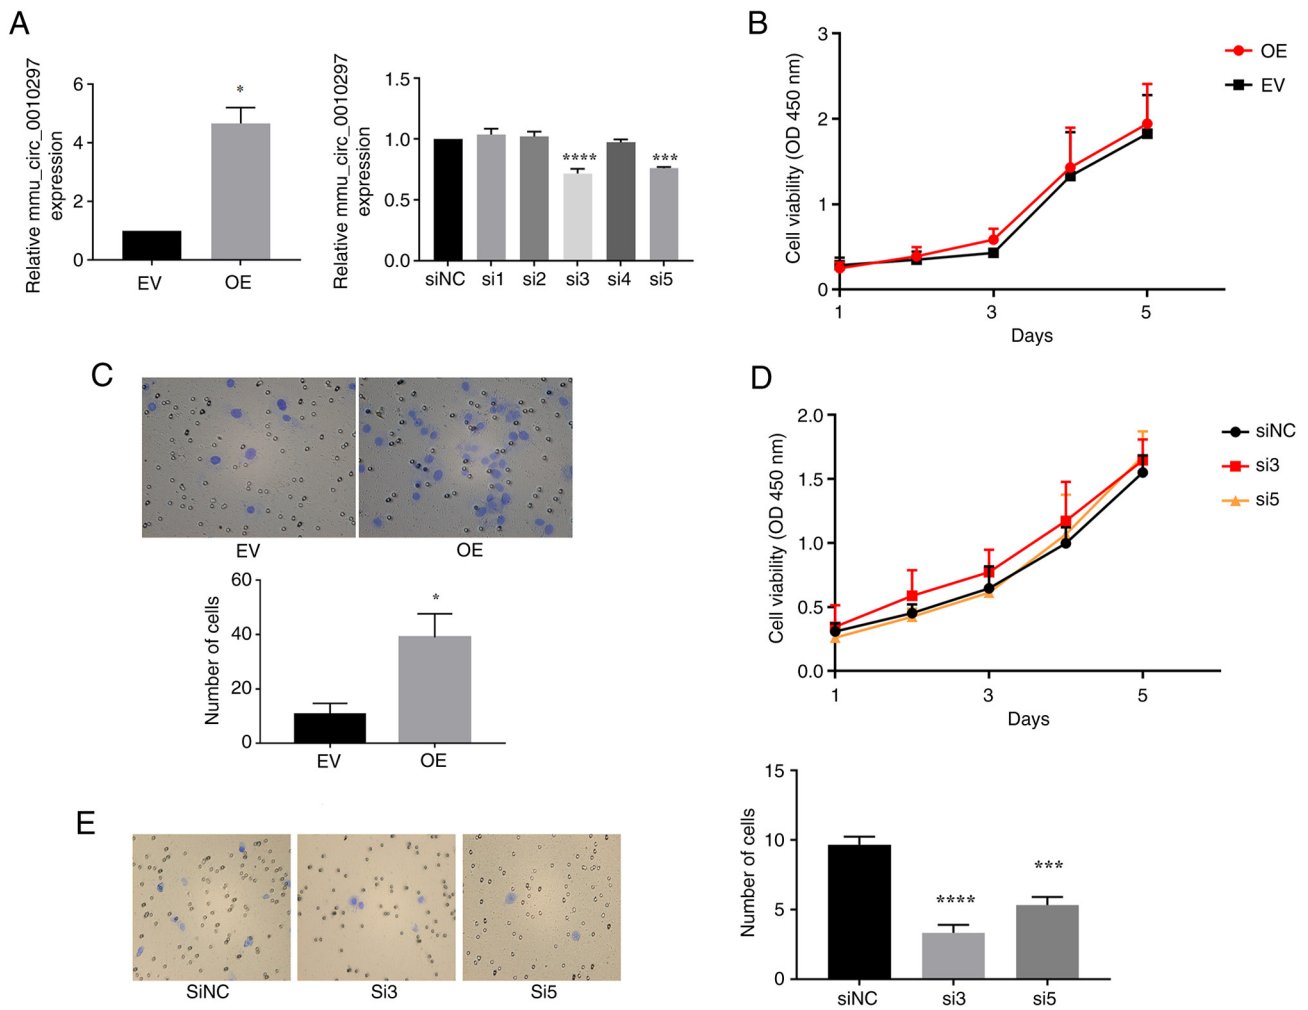 A
Relative mmu_circ_0010297
expression
6
4
2
0
*
EV
OE
Relative mmu_circ_0010297
expression
1.5
1.0
0.5
0.0
****
***
siNC
si1
si2
si3
si4
si5
B
Cell viability (OD 450 nm)
3
2
1
0
1
3
5
Days
OE
EV
C
EV
OE
Number of cells
60
40
20
0
*
EV
OE
D
Cell viability (OD 450 nm)
2.0
1.5
1.0
0.5
0.0
1
3
5
Days
siNC
si3
si5
E
SiNC
Si3
Si5
Number of cells
15
10
5
0
****
***
siNC
si3
si5